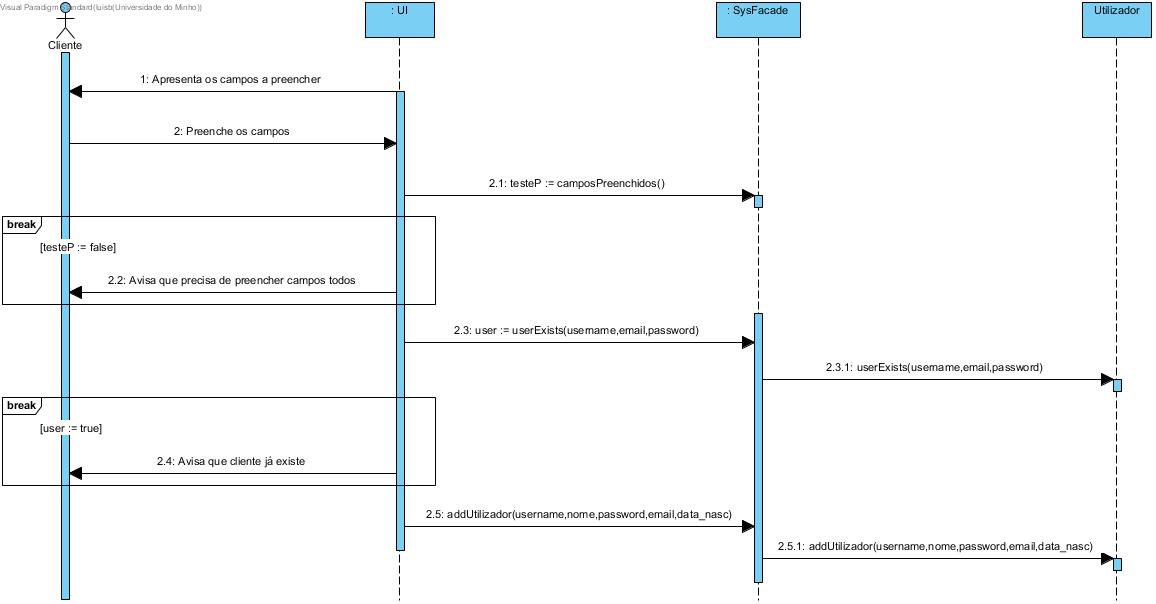 Visual Paradigm Standard(luisb(Universidade do Minho))
: UI
: SysFacade
Utilizador
Cliente
1: Apresenta os campos a preencher
2: Preenche os campos
2.1: testeP := camposPreenchidos()
break
[testeP := false]
2.2: Avisa que precisa de preencher campos todos
2.3: user := userExists(username,email,password)
2.3.1: userExists(username,email,password)
break
[user := true]
2.4: Avisa que cliente já existe
2.5: addUtilizador(username,nome,password,email,data_nasc)
2.5.1: addUtilizador(username,nome,password,email,data_nasc)